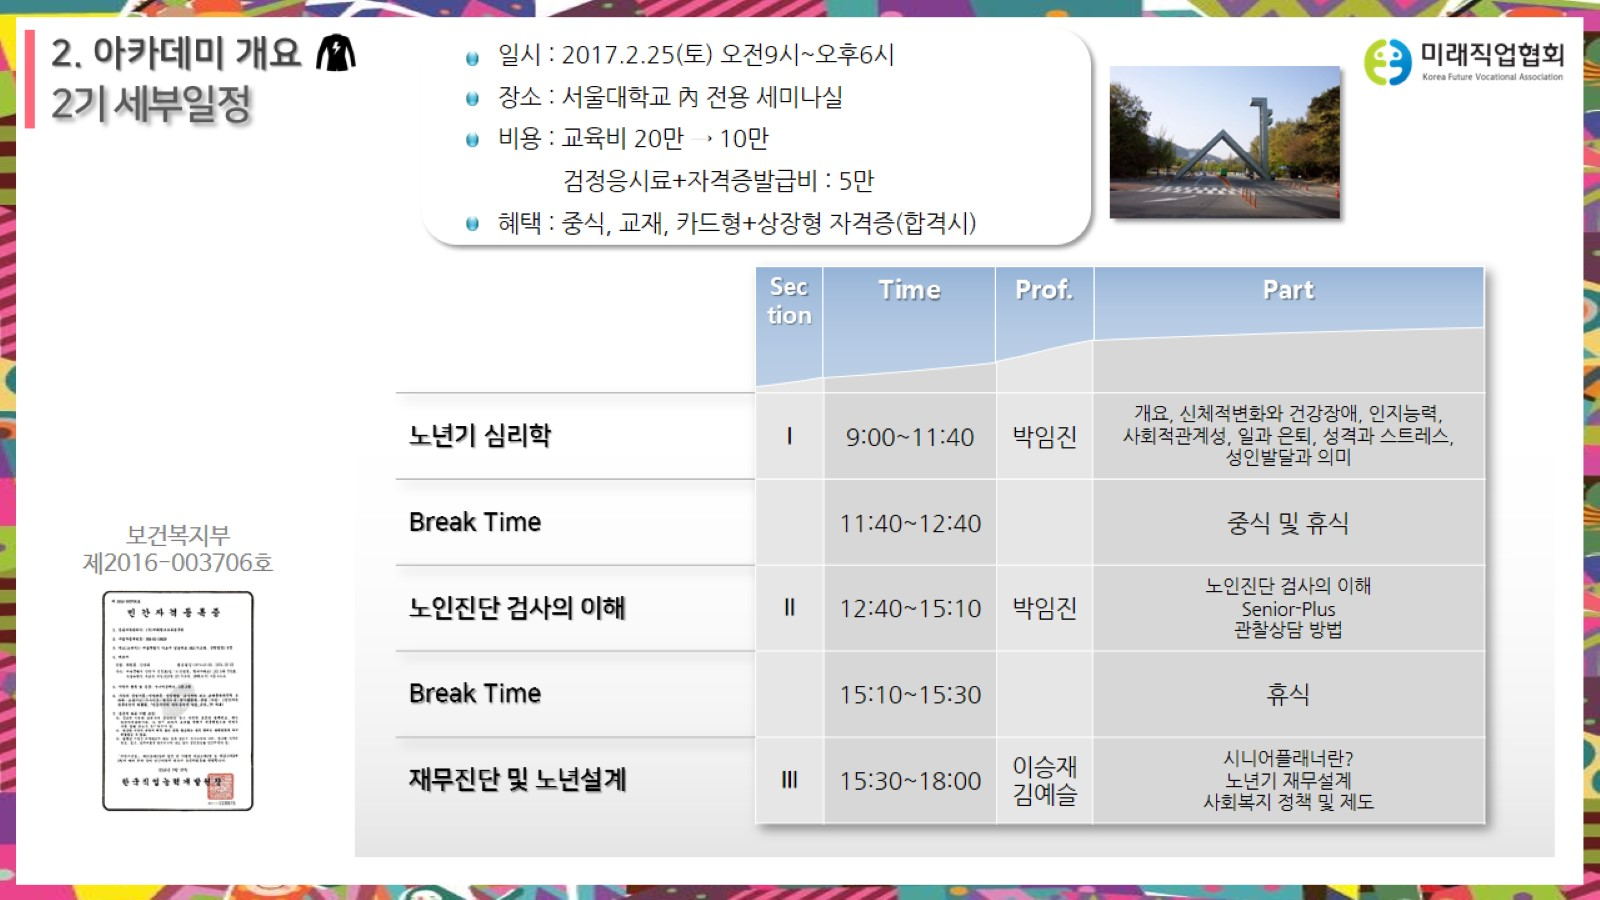 2. 아카데미 개요
2기 세부일정
일시 : 2017.2.25(토) 오전9시~오후6시
장소 : 서울대학교 內 전용 세미나실
비용 : 교육비 20만 → 10만
검정응시료+자격증발급비 : 5만
혜택 : 중식, 교재, 카드형+상장형 자격증(합격시)
미래직업협회
Korea Future Vocational Association
Sec
tion
Time
Prof.
Part
노년기 심리학
I
9:00~11:40
박임진
개요, 신체적변화와 건강장애, 인지능력,
사회적관계성, 일과 은퇴, 성격과 스트레스,
성인발달과 의미
Break Time
11:40~12:40
중식 및 휴식
노인진단 검사의 이해
II
12:40~15:10
박임진
노인진단 검사의 이해
Senior-Plus
관찰상담 방법
Break Time
15:10~15:30
휴식
재무진단 및 노년설계
III
15:30~18:00
이승재
김예슬
시니어플래너란?
노년기 재무설계
사회복지 정책 및 제도
보건복지부
제2016-003706호
민간자격등록증
한국직업능력개발원장